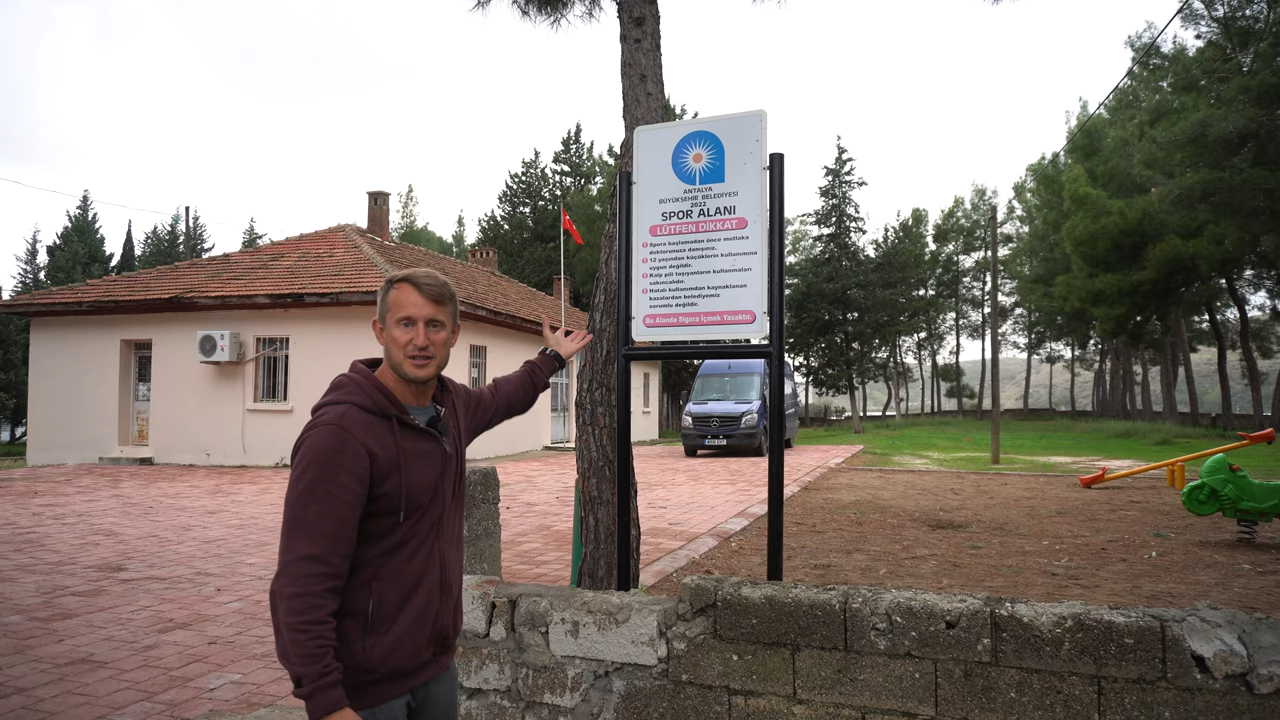 ANTALYA
BÜYÜKŞEHİR BELEDİYESİ
2022
SPOR ALANI
LÜTFEN DİKKAT
Spora başlamadan önce mutlaka
doktorunuza danışınız.
12 yaşından küçüklerin kullanımına
uygun değildir.
Kalp pili taşıyanların kullanmaları
sakıncalıdır.
Hatalı kullanımdan kaynaklanan
kazalardan belediyemiz
sorumlu değildir.
Bu Alanda Sigara İçmek Yasaktır.